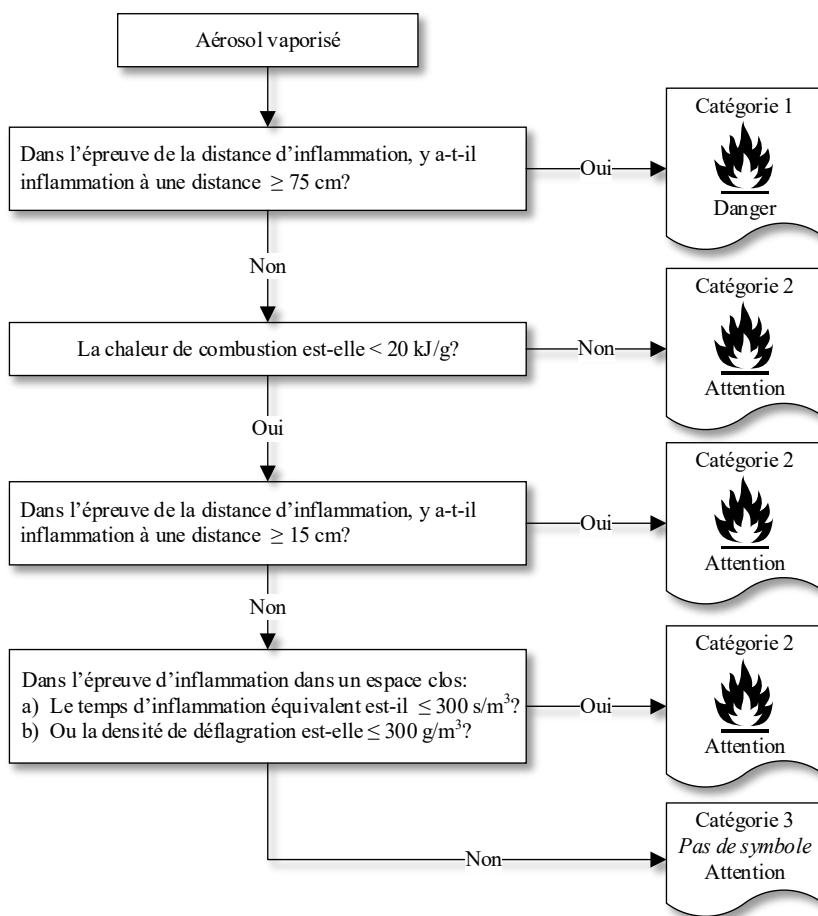 Aérosol vaporisé
Dans l’épreuve de la distance d’inflammation, y a-t-il
inflammation à une distance ≥ 75 cm?
Oui
Catégorie 1
Danger
Non
La chaleur de combustion est-elle < 20 kJ/g?
Non
Catégorie 2
Attention
Oui
Dans l’épreuve de la distance d’inflammation, y a-t-il
inflammation à une distance ≥ 15 cm?
Oui
Catégorie 2
Attention
Non
Dans l’épreuve d’inflammation dans un espace clos:
a) Le temps d’inflammation équivalent est-il ≤ 300 s/m³?
b) Ou la densité de déflagration est-elle ≤ 300 g/m³?
Oui
Catégorie 2
Attention
Non
Catégorie 3
Pas de symbole
Attention